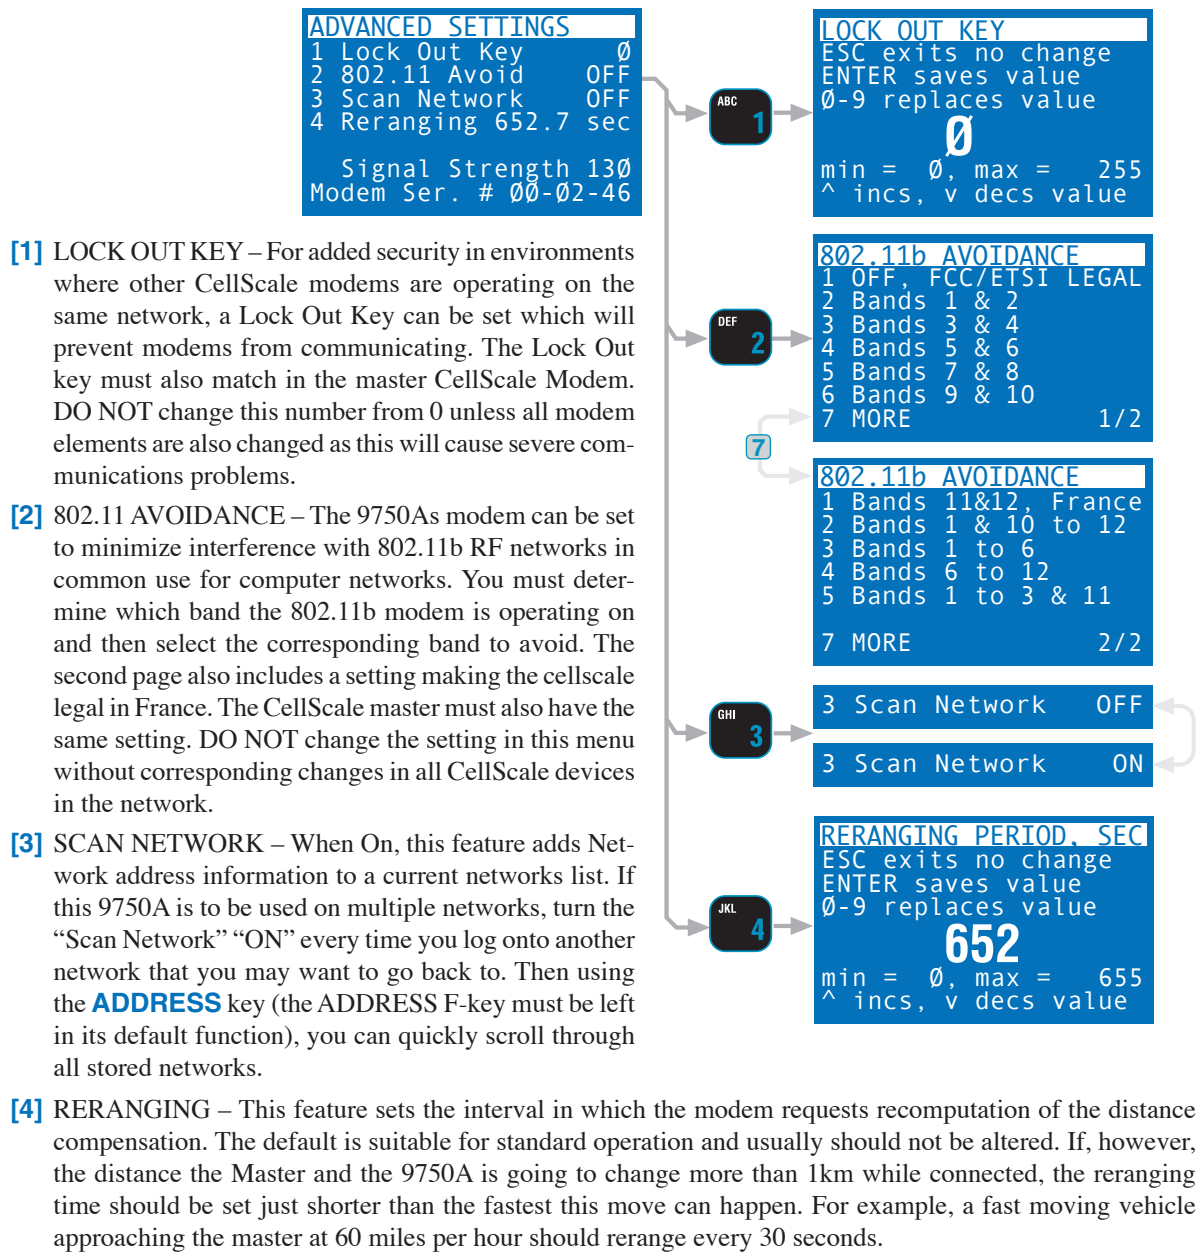 ADVANCED SETTINGS
1 Lock Out Key Ø
2 802.11 Avoid OFF
3 Scan Network OFF
4 Reranging 652.7 sec
Signal Strength 13Ø
Modem Ser. # ØØ-Ø2-46
ABC
1
LOCK OUT KEY
ESC exits no change
ENTER saves value
Ø-9 replaces value
Ø
min = Ø, max = 255
^ incs, v decs value
DEF
2
802.11b AVOIDANCE
1 OFF, FCC/ETSI LEGAL
2 Bands 1 & 2
3 Bands 3 & 4
4 Bands 5 & 6
5 Bands 7 & 8
6 Bands 9 & 10
7 MORE 1/2
7
802.11b AVOIDANCE
1 Bands 11&12, France
2 Bands 1 & 10 to 12
3 Bands 1 to 6
4 Bands 6 to 12
5 Bands 1 to 3 & 11
7 MORE 2/2
GHI
3
3 Scan Network OFF
3 Scan Network ON
JKL
4
RERANGING PERIOD, SEC
ESC exits no change
ENTER saves value
Ø-9 replaces value
652
min = Ø, max = 655
^ incs, v decs value
[1] LOCK OUT KEY – For added security in environments
where other CellScale modems are operating on the
same network, a Lock Out Key can be set which will
prevent modems from communicating. The Lock Out
key must also match in the master CellScale Modem.
DO NOT change this number from 0 unless all modem
elements are also changed as this will cause severe com-
munications problems.
[2] 802.11 AVOIDANCE – The 9750As modem can be set
to minimize interference with 802.11b RF networks in
common use for computer networks. You must deter-
mine which band the 802.11b modem is operating on
and then select the corresponding band to avoid. The
second page also includes a setting making the cellscale
legal in France. The CellScale master must also have the
same setting. DO NOT change the setting in this menu
without corresponding changes in all CellScale devices
in the network.
[3] SCAN NETWORK – When On, this feature adds Net-
work address information to a current networks list. If
this 9750A is to be used on multiple networks, turn the
“Scan Network” “ON” every time you log onto another
network that you may want to go back to. Then using
the ADDRESS key (the ADDRESS F-key must be left
in its default function), you can quickly scroll through
all stored networks.
[4] RERANGING – This feature sets the interval in which the modem requests recomputation of the distance
compensation. The default is suitable for standard operation and usually should not be altered. If, however,
the distance the Master and the 9750A is going to change more than 1km while connected, the reranging
time should be set just shorter than the fastest this move can happen. For example, a fast moving vehicle
approaching the master at 60 miles per hour should rerange every 30 seconds.